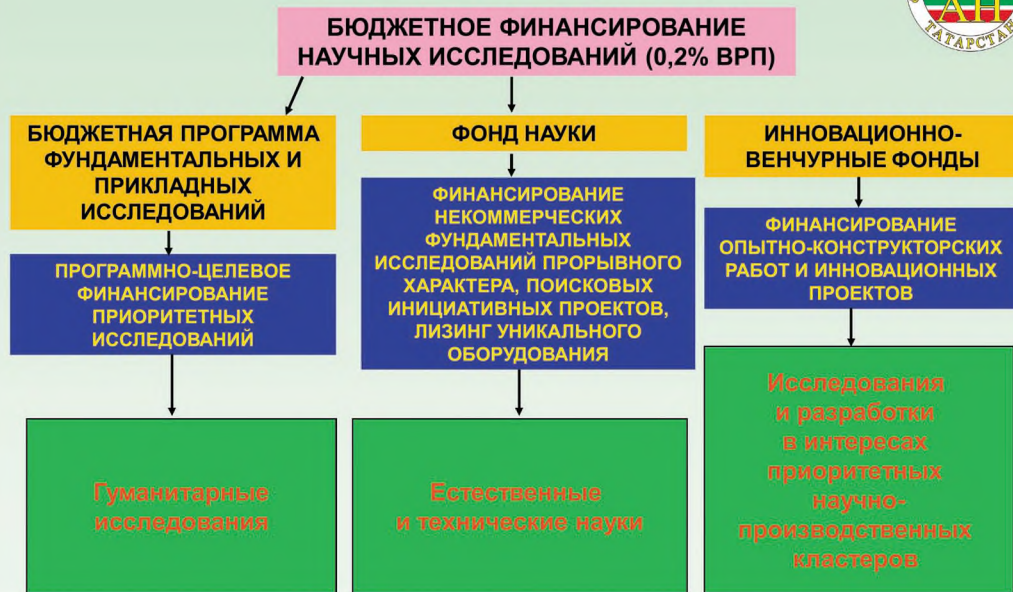 БЮДЖЕТНОЕ ФИНАНСИРОВАНИЕ
НАУЧНЫХ ИССЛЕДОВАНИЙ (0,2% ВРП)
АН
ТАТАРСТАН
БЮДЖЕТНАЯ ПРОГРАММА
ФУНДАМЕНТАЛЬНЫХ И
ПРИКЛАДНЫХ
ИССЛЕДОВАНИЙ
ПРОГРАММНО-ЦЕЛЕВОЕ
ФИНАНСИРОВАНИЕ
ПРИОРИТЕТНЫХ
ИССЛЕДОВАНИЙ
Гуманитарные
исследования
ФОНД НАУКИ
ФИНАНСИРОВАНИЕ
НЕКОММЕРЧЕСКИХ
ФУНДАМЕНТАЛЬНЫХ
ИССЛЕДОВАНИЙ ПРОРЫВНОГО
ХАРАКТЕРА, ПОИСКОВЫХ
ИНИЦИАТИВНЫХ ПРОЕКТОВ,
ЛИЗИНГ УНИКАЛЬНОГО
ОБОРУДОВАНИЯ
Естественные
и технические науки
ИННОВАЦИОННО-
ВЕНЧУРНЫЕ ФОНДЫ
ФИНАНСИРОВАНИЕ
ОПЫТНО-КОНСТРУКТОРСКИХ
РАБОТ И ИННОВАЦИОННЫХ
ПРОЕКТОВ
Исследования
и разработки
в интересах
приоритетных
научно-
производственных
кластеров